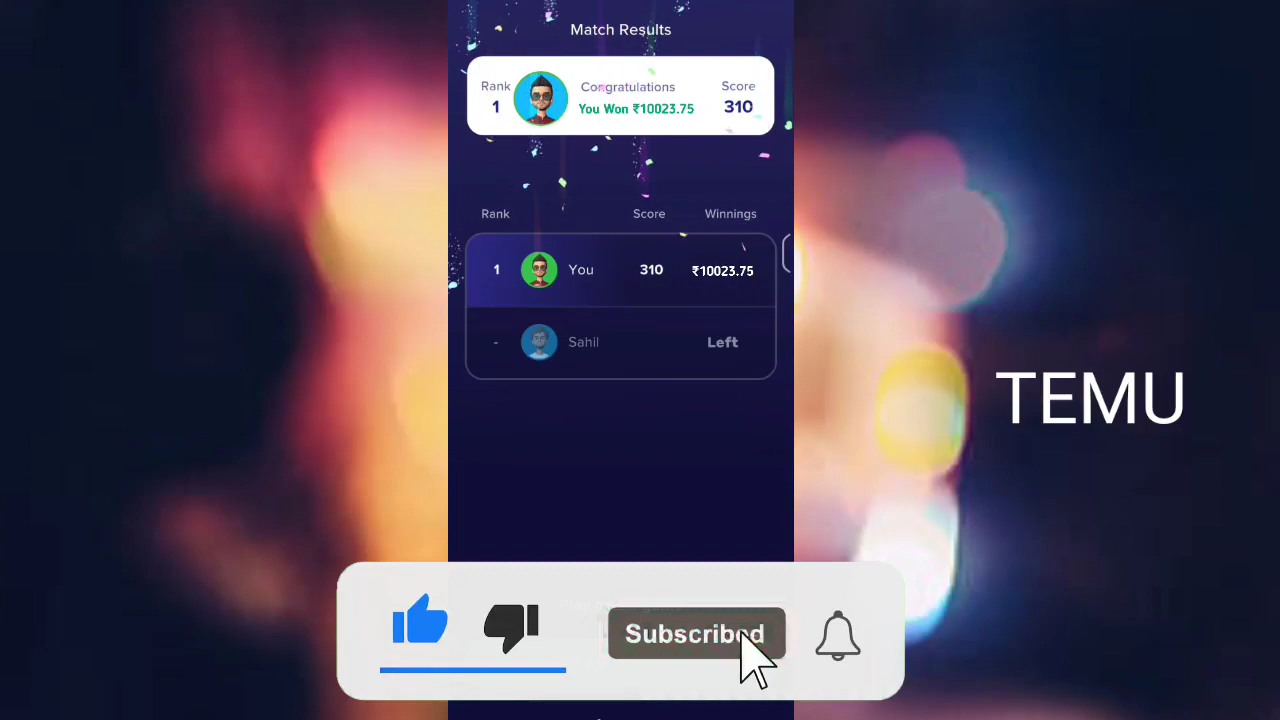 Match Results
Rank
1
Congratulations
You Won ₹10023.75
Score
310
Rank Score Winnings
1 You 310 ₹10023.75
- Sahil Left
TEMU
Subscribed